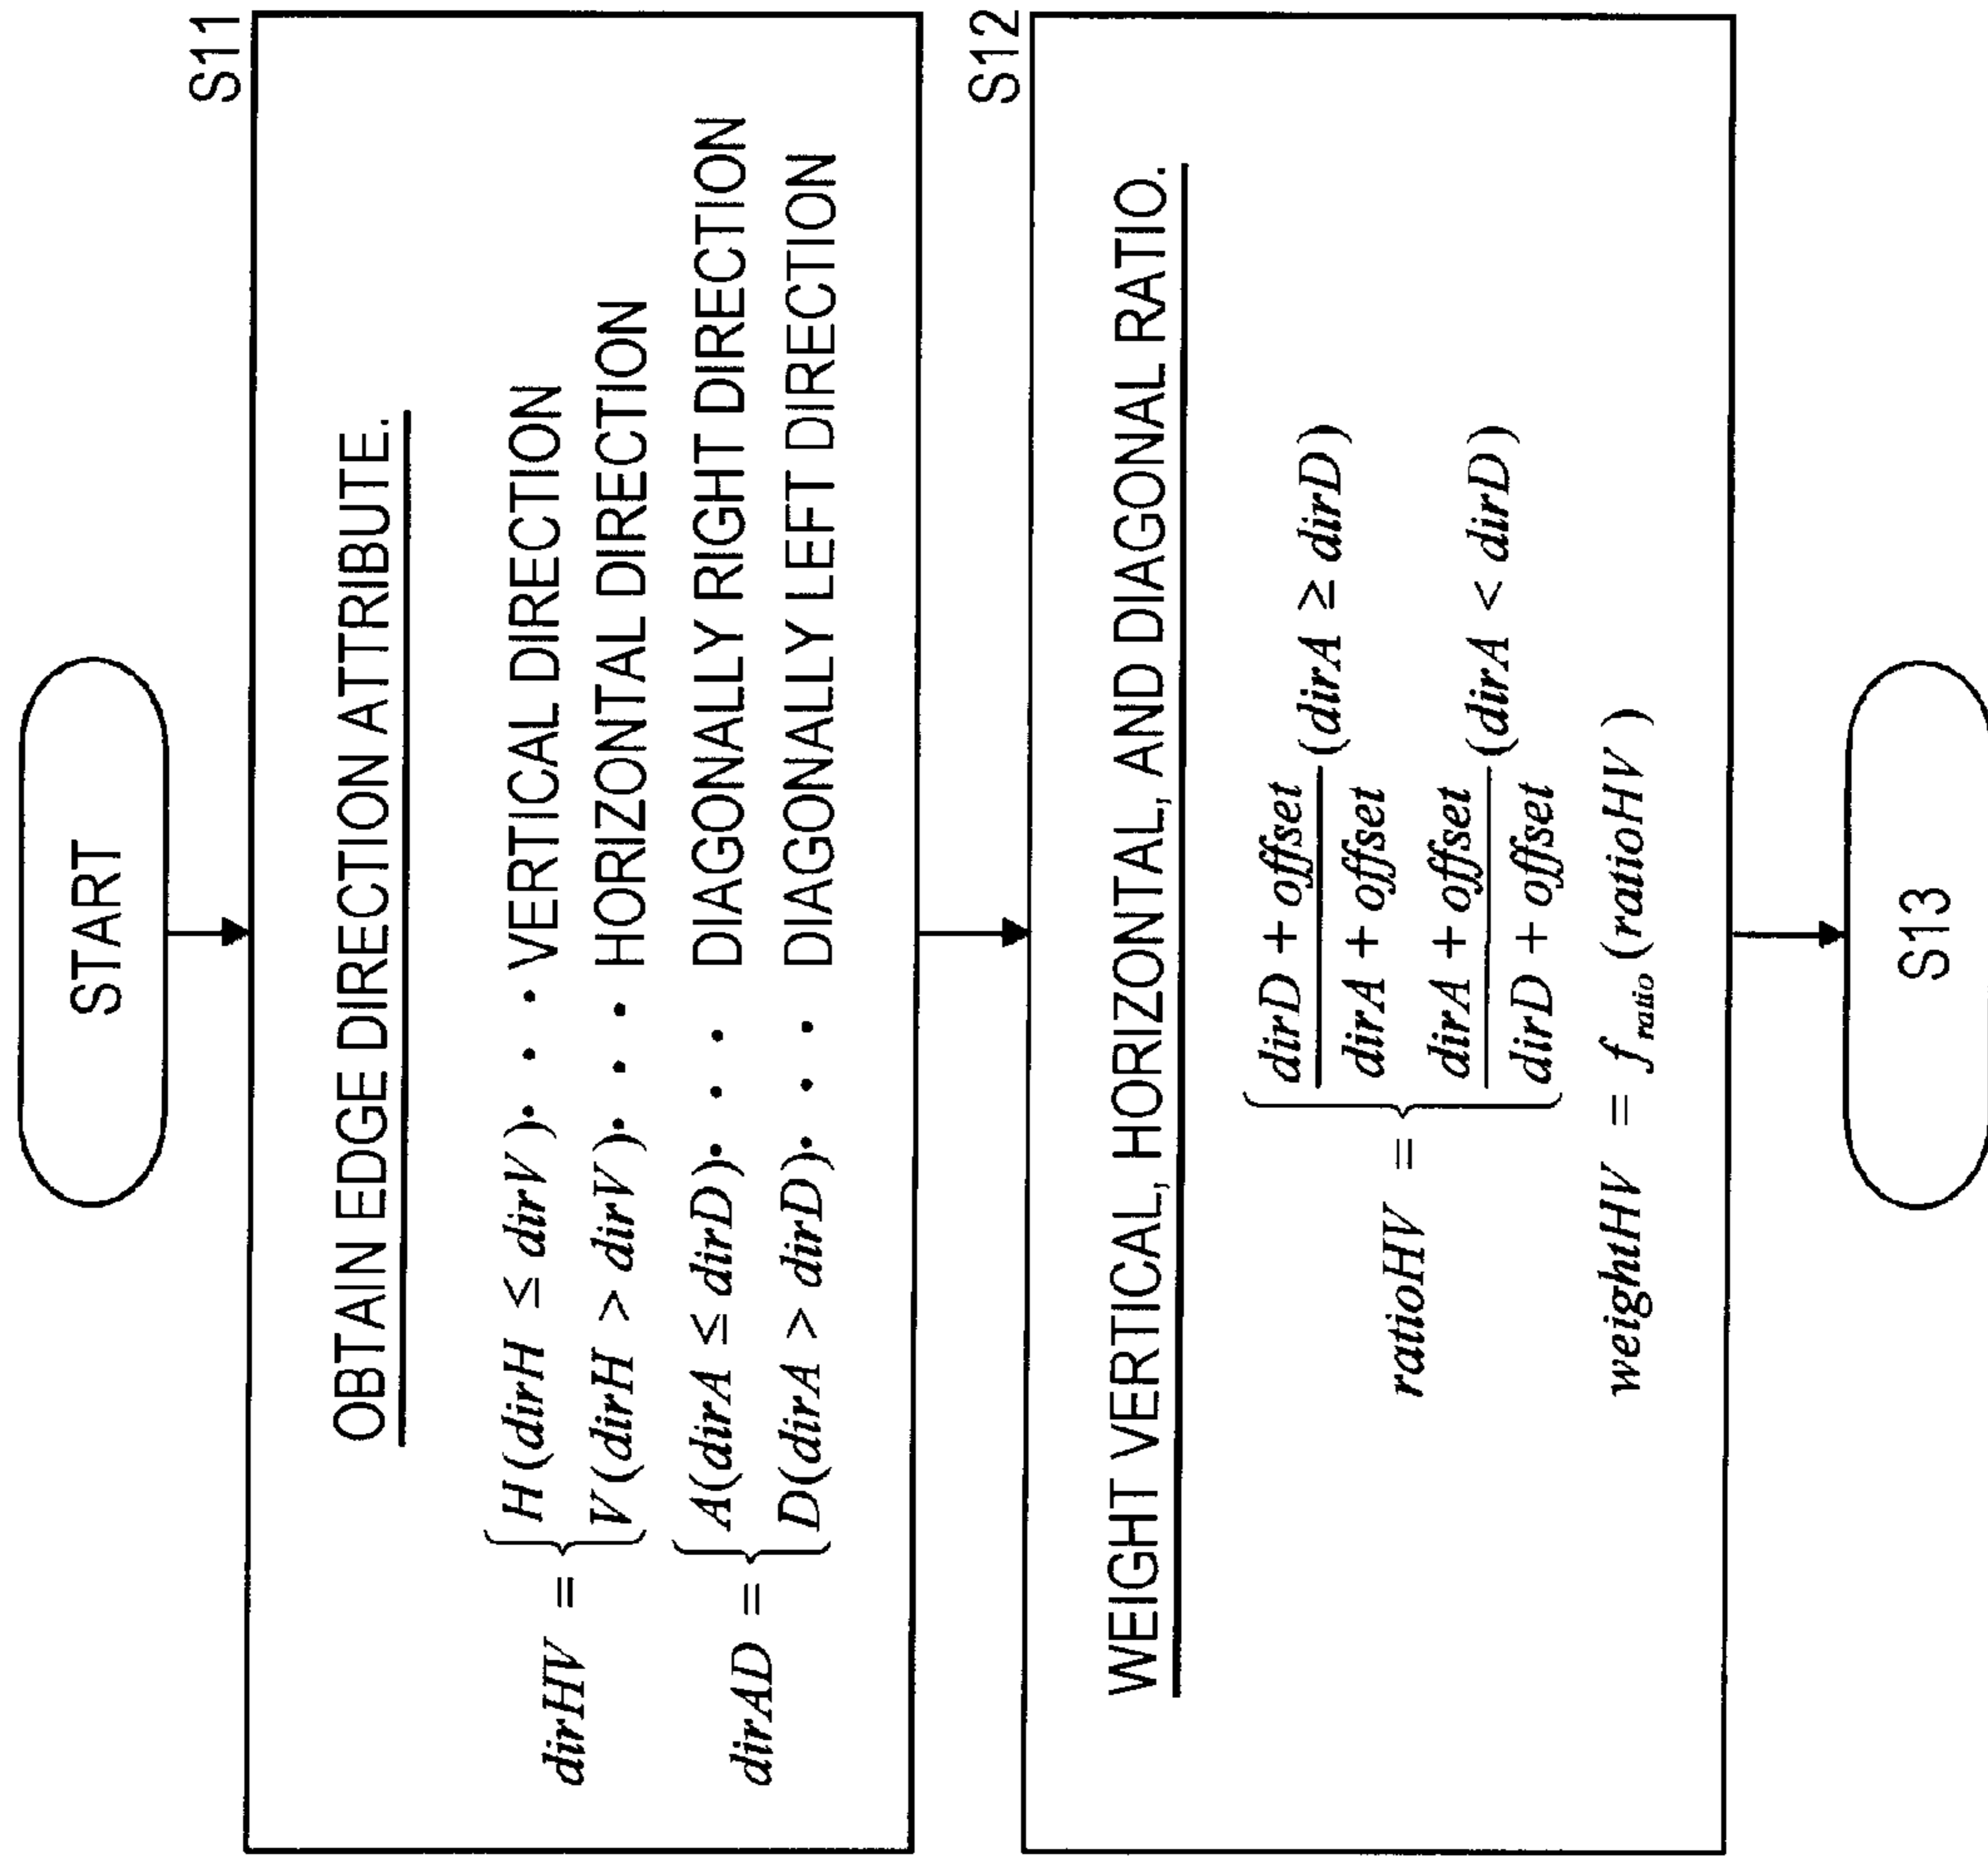 START
S11
OBTAIN EDGE DIRECTION ATTRIBUTE.
dirHV = { H(dirH ≤ dirV)・・・ VERTICAL DIRECTION
V(dirH > dirV)・・・ HORIZONTAL DIRECTION
dirAD = { A(dirA ≤ dirD)・・・ DIAGONALLY RIGHT DIRECTION
D(dirA > dirD)・・・ DIAGONALLY LEFT DIRECTION
S12
WEIGHT VERTICAL, HORIZONTAL, AND DIAGONAL RATIO.
ratioHV = { dirD + offset / dirA + offset (dirA ≥ dirD)
dirA + offset / dirD + offset (dirA < dirD)
weightHV = f ratio (ratioHV)
S13